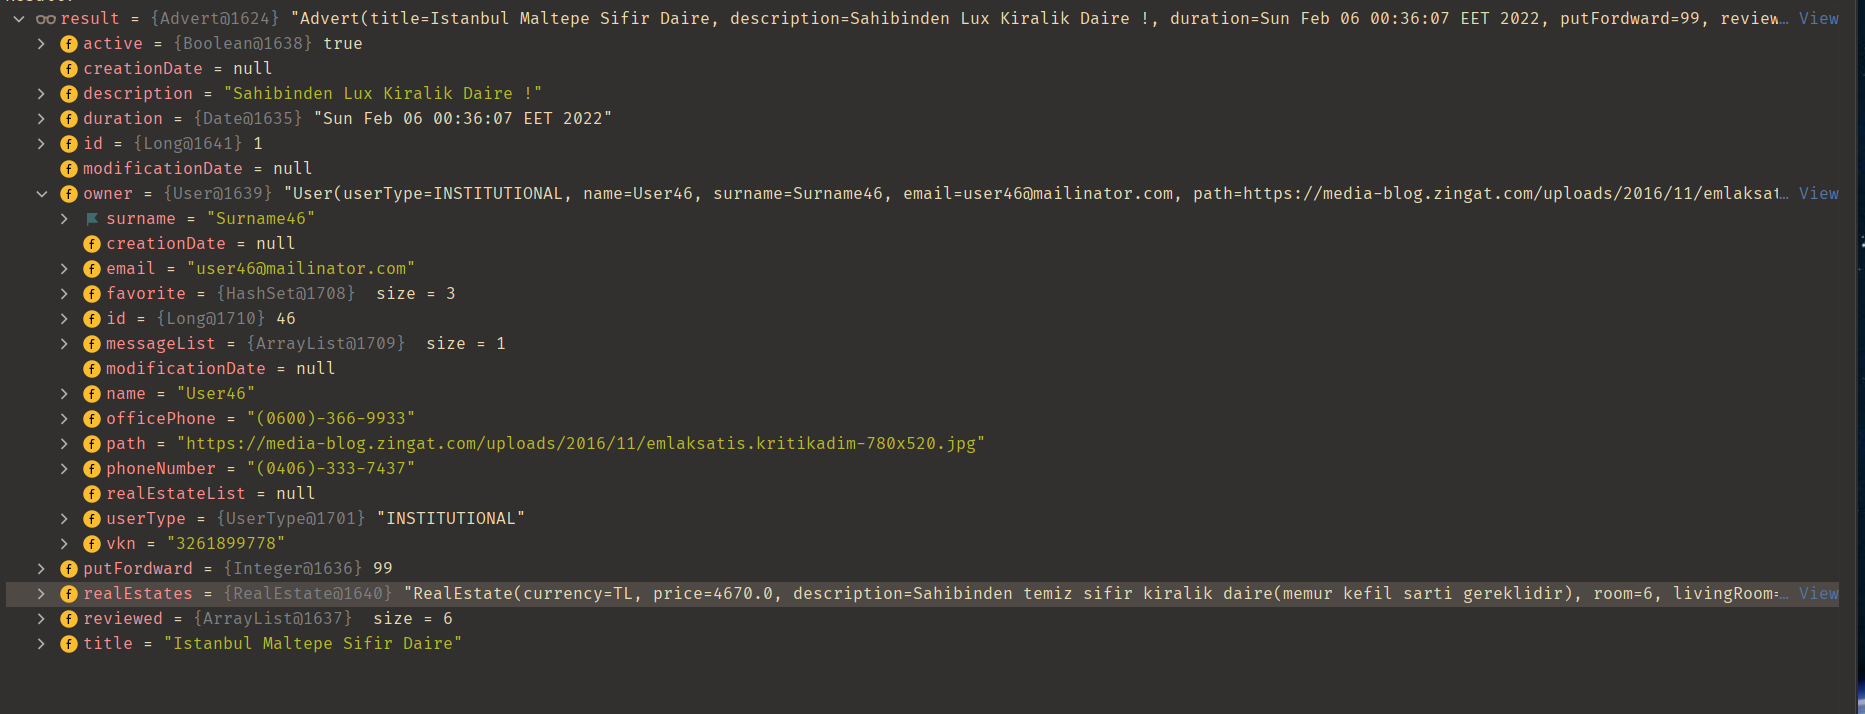 result = {Advert@1624} "Advert(title=Istanbul Maltepe Sifir Daire, description=Sahibinden Lux Kiralik Daire !, duration=Sun Feb 06 00:36:07 EET 2022, putFordward=99, review… View
active = {Boolean@1638} true
creationDate = null
description = "Sahibinden Lux Kiralik Daire !"
duration = {Date@1635} "Sun Feb 06 00:36:07 EET 2022"
id = {Long@1641} 1
modificationDate = null
owner = {User@1639} "User(userType=INSTITUTIONAL, name=User46, surname=Surname46, email=user46@mailinator.com, path=https://media-blog.zingat.com/uploads/2016/11/emlaksat… View
surname = "Surname46"
creationDate = null
email = "user46@mailinator.com"
favorite = {HashSet@1708} size = 3
id = {Long@1710} 46
messageList = {ArrayList@1709} size = 1
modificationDate = null
name = "User46"
officePhone = "(0600)-366-9933"
path = "https://media-blog.zingat.com/uploads/2016/11/emlaksatis.kritikadim-780x520.jpg"
phoneNumber = "(0406)-333-7437"
realEstateList = null
userType = {UserType@1701} "INSTITUTIONAL"
vkn = "3261899778"
putFordward = {Integer@1636} 99
realEstates = {RealEstate@1640} "RealEstate(currency=TL, price=4670.0, description=Sahibinden temiz sifir kiralik daire(memur kefil sarti gereklidir), room=6, livingRoom=… View
reviewed = {ArrayList@1637} size = 6
title = "Istanbul Maltepe Sifir Daire"